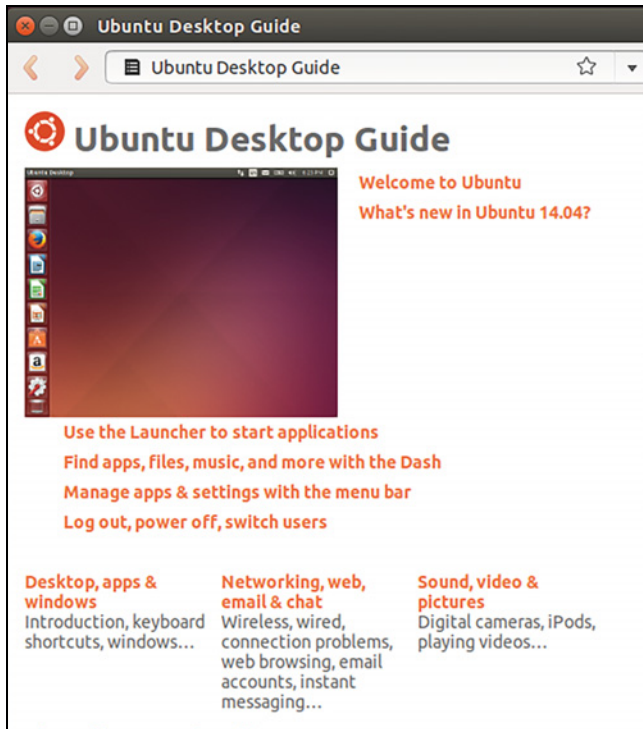 Ubuntu Desktop Guide
Ubuntu Desktop Guide
Ubuntu Desktop Guide
Ubuntu Desktop
Welcome to Ubuntu
What's new in Ubuntu 14.04?
Use the Launcher to start applications
Find apps, files, music, and more with the Dash
Manage apps & settings with the menu bar
Log out, power off, switch users
Desktop, apps &
windows
Introduction, keyboard
shortcuts, windows...
Networking, web,
email & chat
Wireless, wired,
connection problems,
web browsing, email
accounts, instant
messaging...
Sound, video &
pictures
Digital cameras, iPods,
playing videos...